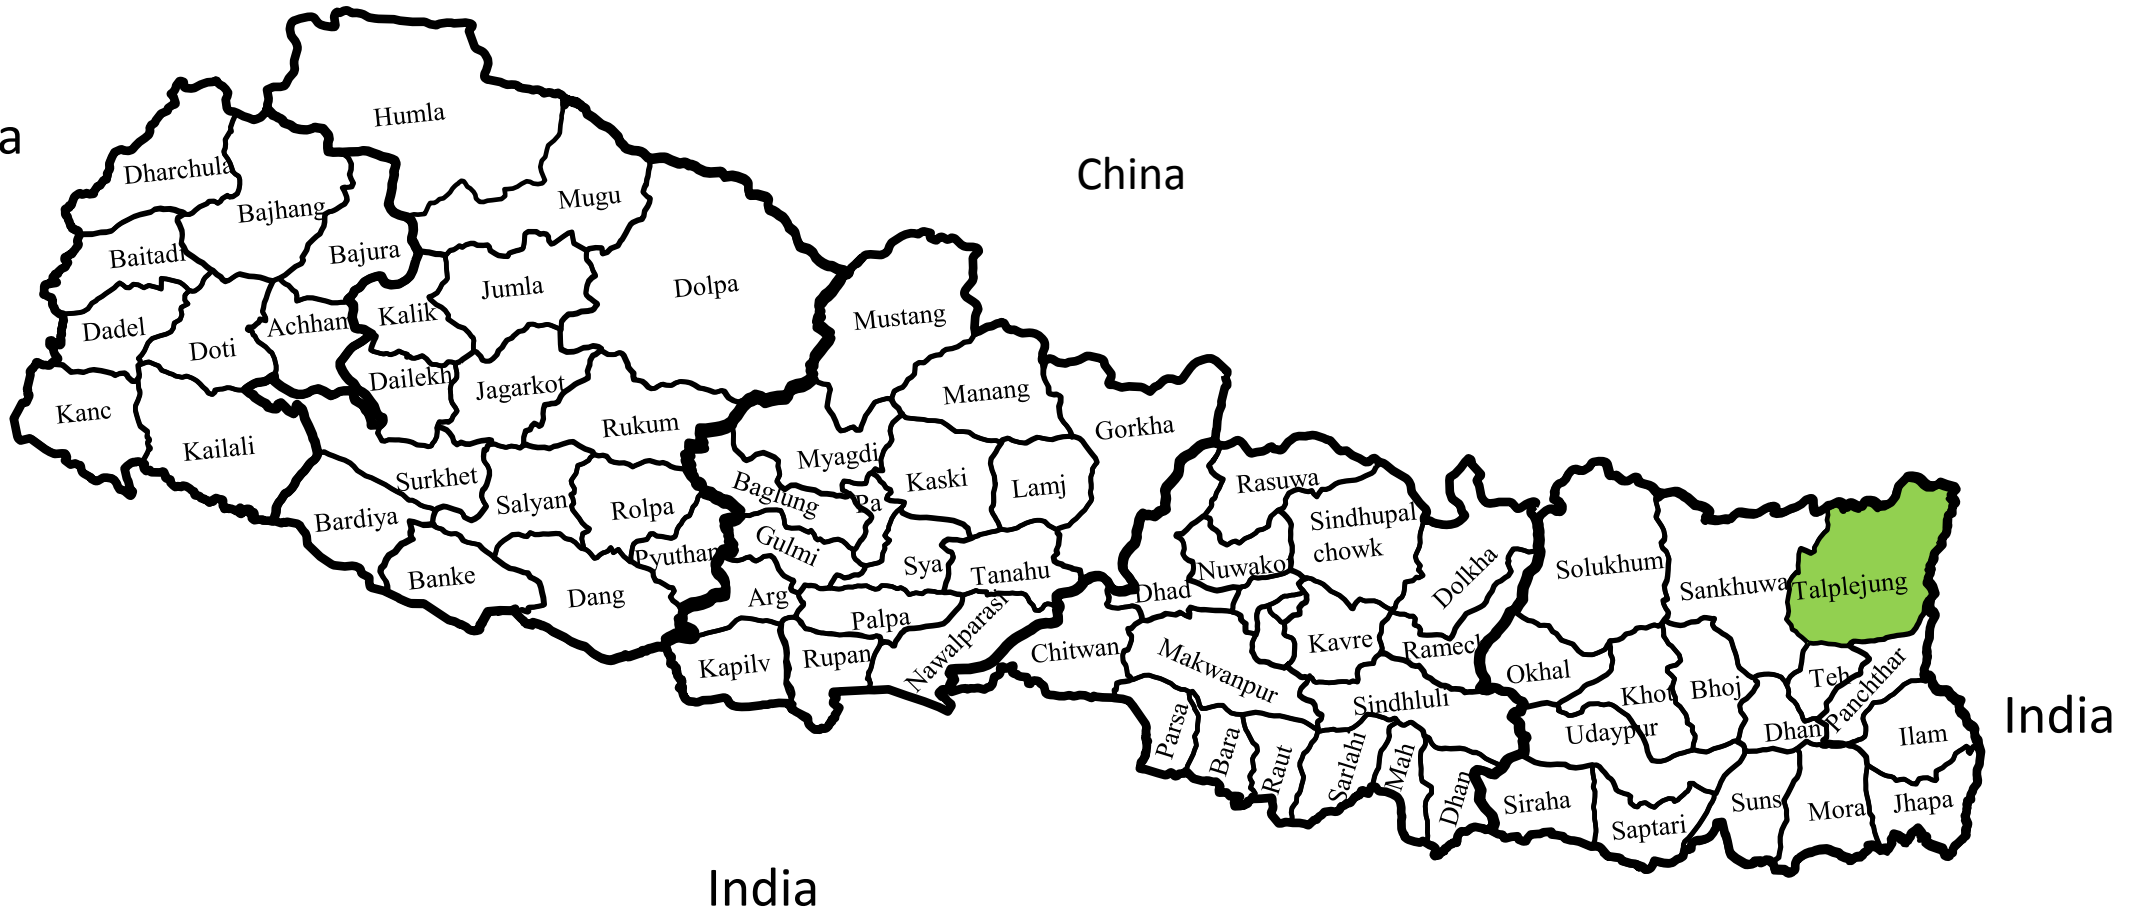 a
China
India
India
Humla
Dharchula
Bajhang
Mugu
Baitadi
Bajura
Jumla
Dolpa
Dadel
Doti
Achham
Kalik
Mustang
Kanc
Kailali
Dailekh
Jagarkot
Rukum
Manang
Gorkha
Surkhet
Salyan
Rolpa
Myagdi
Baglung
Pa
Kaski
Lamj
Bardiya
Banke
Dang
Pyuthan
Gulmi
Arg
Sya
Tanahu
Palpa
Kapilv
Rupan
Nawalparasi
Rasuwa
Sindhupal
chowk
Nuwako
Dhad
Dolkha
Chitwan
Makwanpur
Kavre
Ramech
Sindhluli
Parsa
Bara
Raut
Sarlahi
Mah
Dhan
Solukhum
Sankhuwa
Talplejung
Okhal
Khot
Bhoj
Teh
Panchthar
Udaypur
Dhan
Ilam
Siraha
Saptari
Suns
Mora
Jhapa